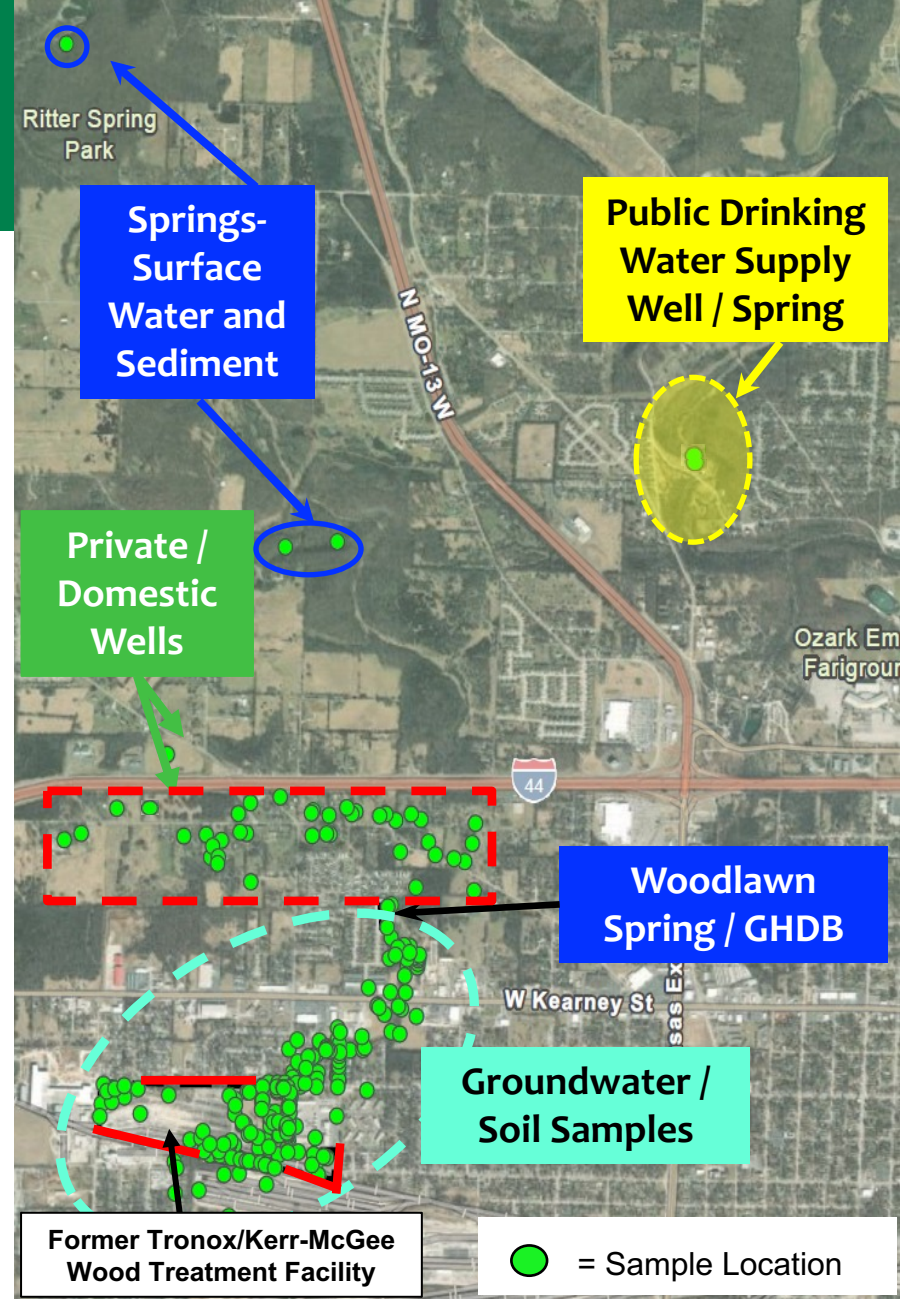 Ritter Spring
Park
Springs-
Surface
Water and
Sediment
Public Drinking
Water Supply
Well / Spring
N MO-13 W
Private /
Domestic
Wells
Ozark Em
Farigroun
44
Woodlawn
Spring / GHDB
W Kearney St
sas Ex
Groundwater /
Soil Samples
Former Tronox/Kerr-McGee
Wood Treatment Facility
= Sample Location